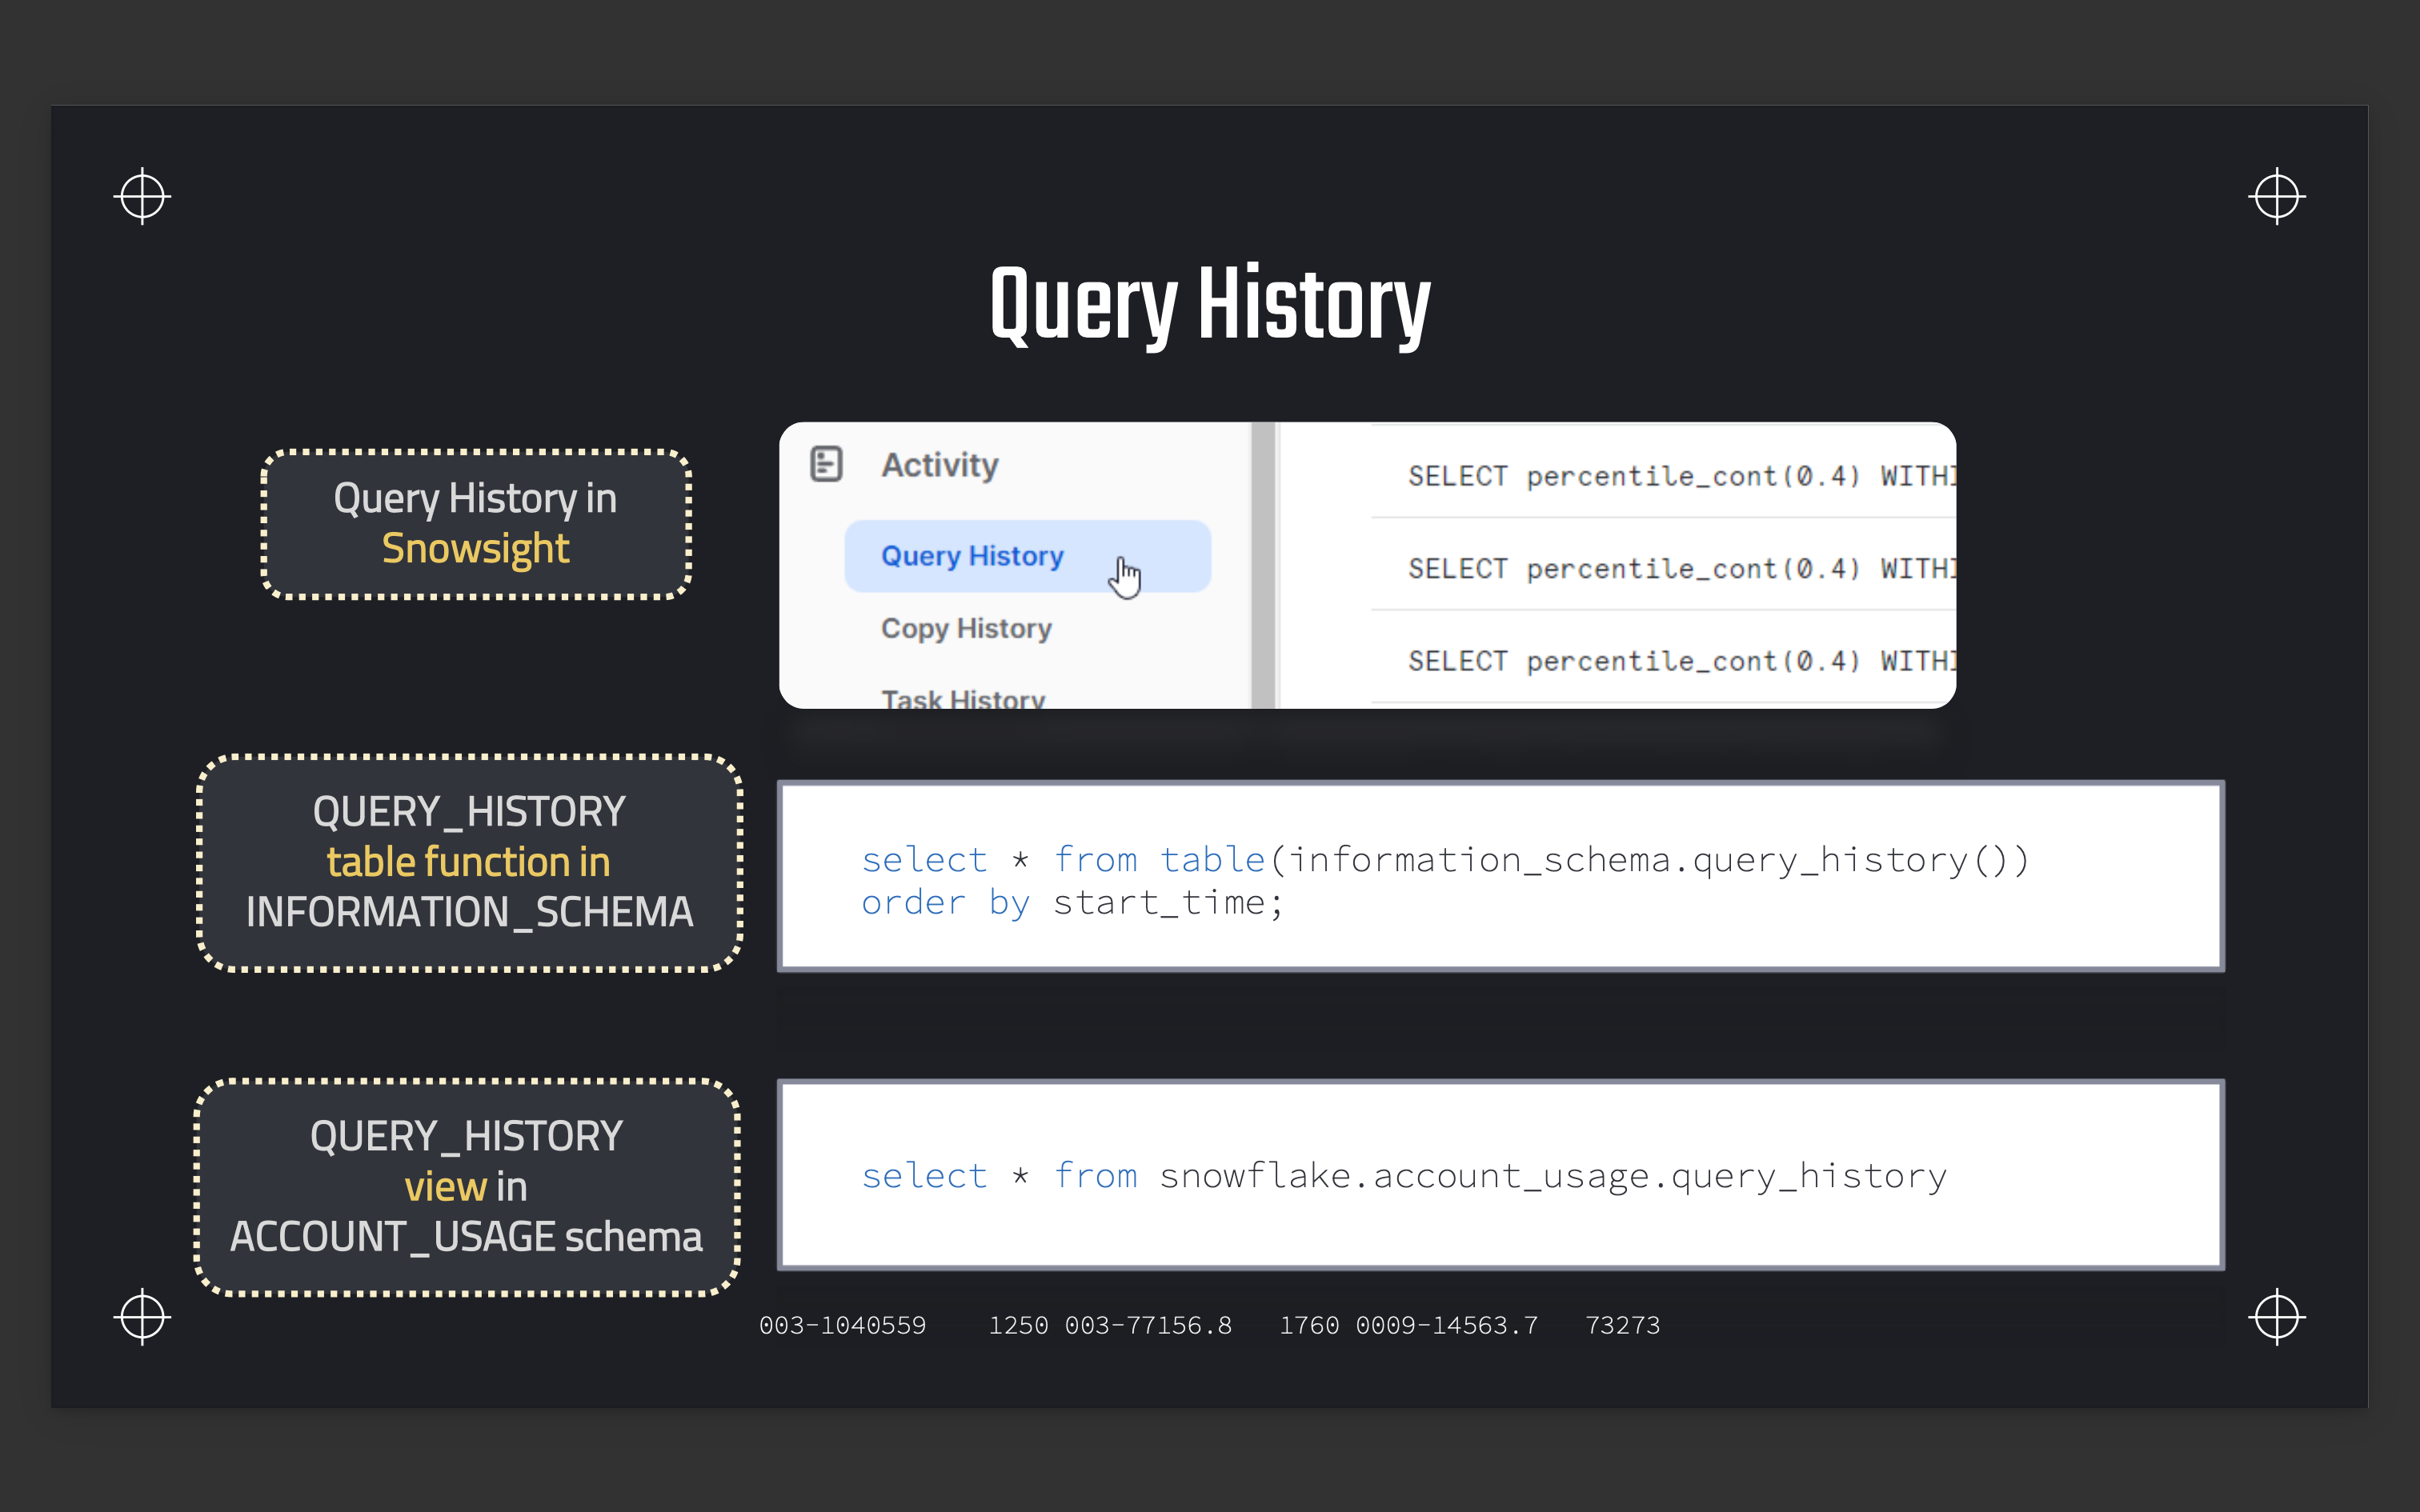 Query History
Query History in
Snowsight
Activity
Query History
Copy History
Task History
SELECT percentile_cont(0.4) WITHI
SELECT percentile_cont(0.4) WITHI
SELECT percentile_cont(0.4) WITHI
QUERY_HISTORY
table function in
INFORMATION_SCHEMA
select * from table(information_schema.query_history())
order by start_time;
QUERY_HISTORY
view in
ACCOUNT_USAGE schema
select * from snowflake.account_usage.query_history
003-1040559 1250 003-77156.8 1760 0009-14563.7 73273